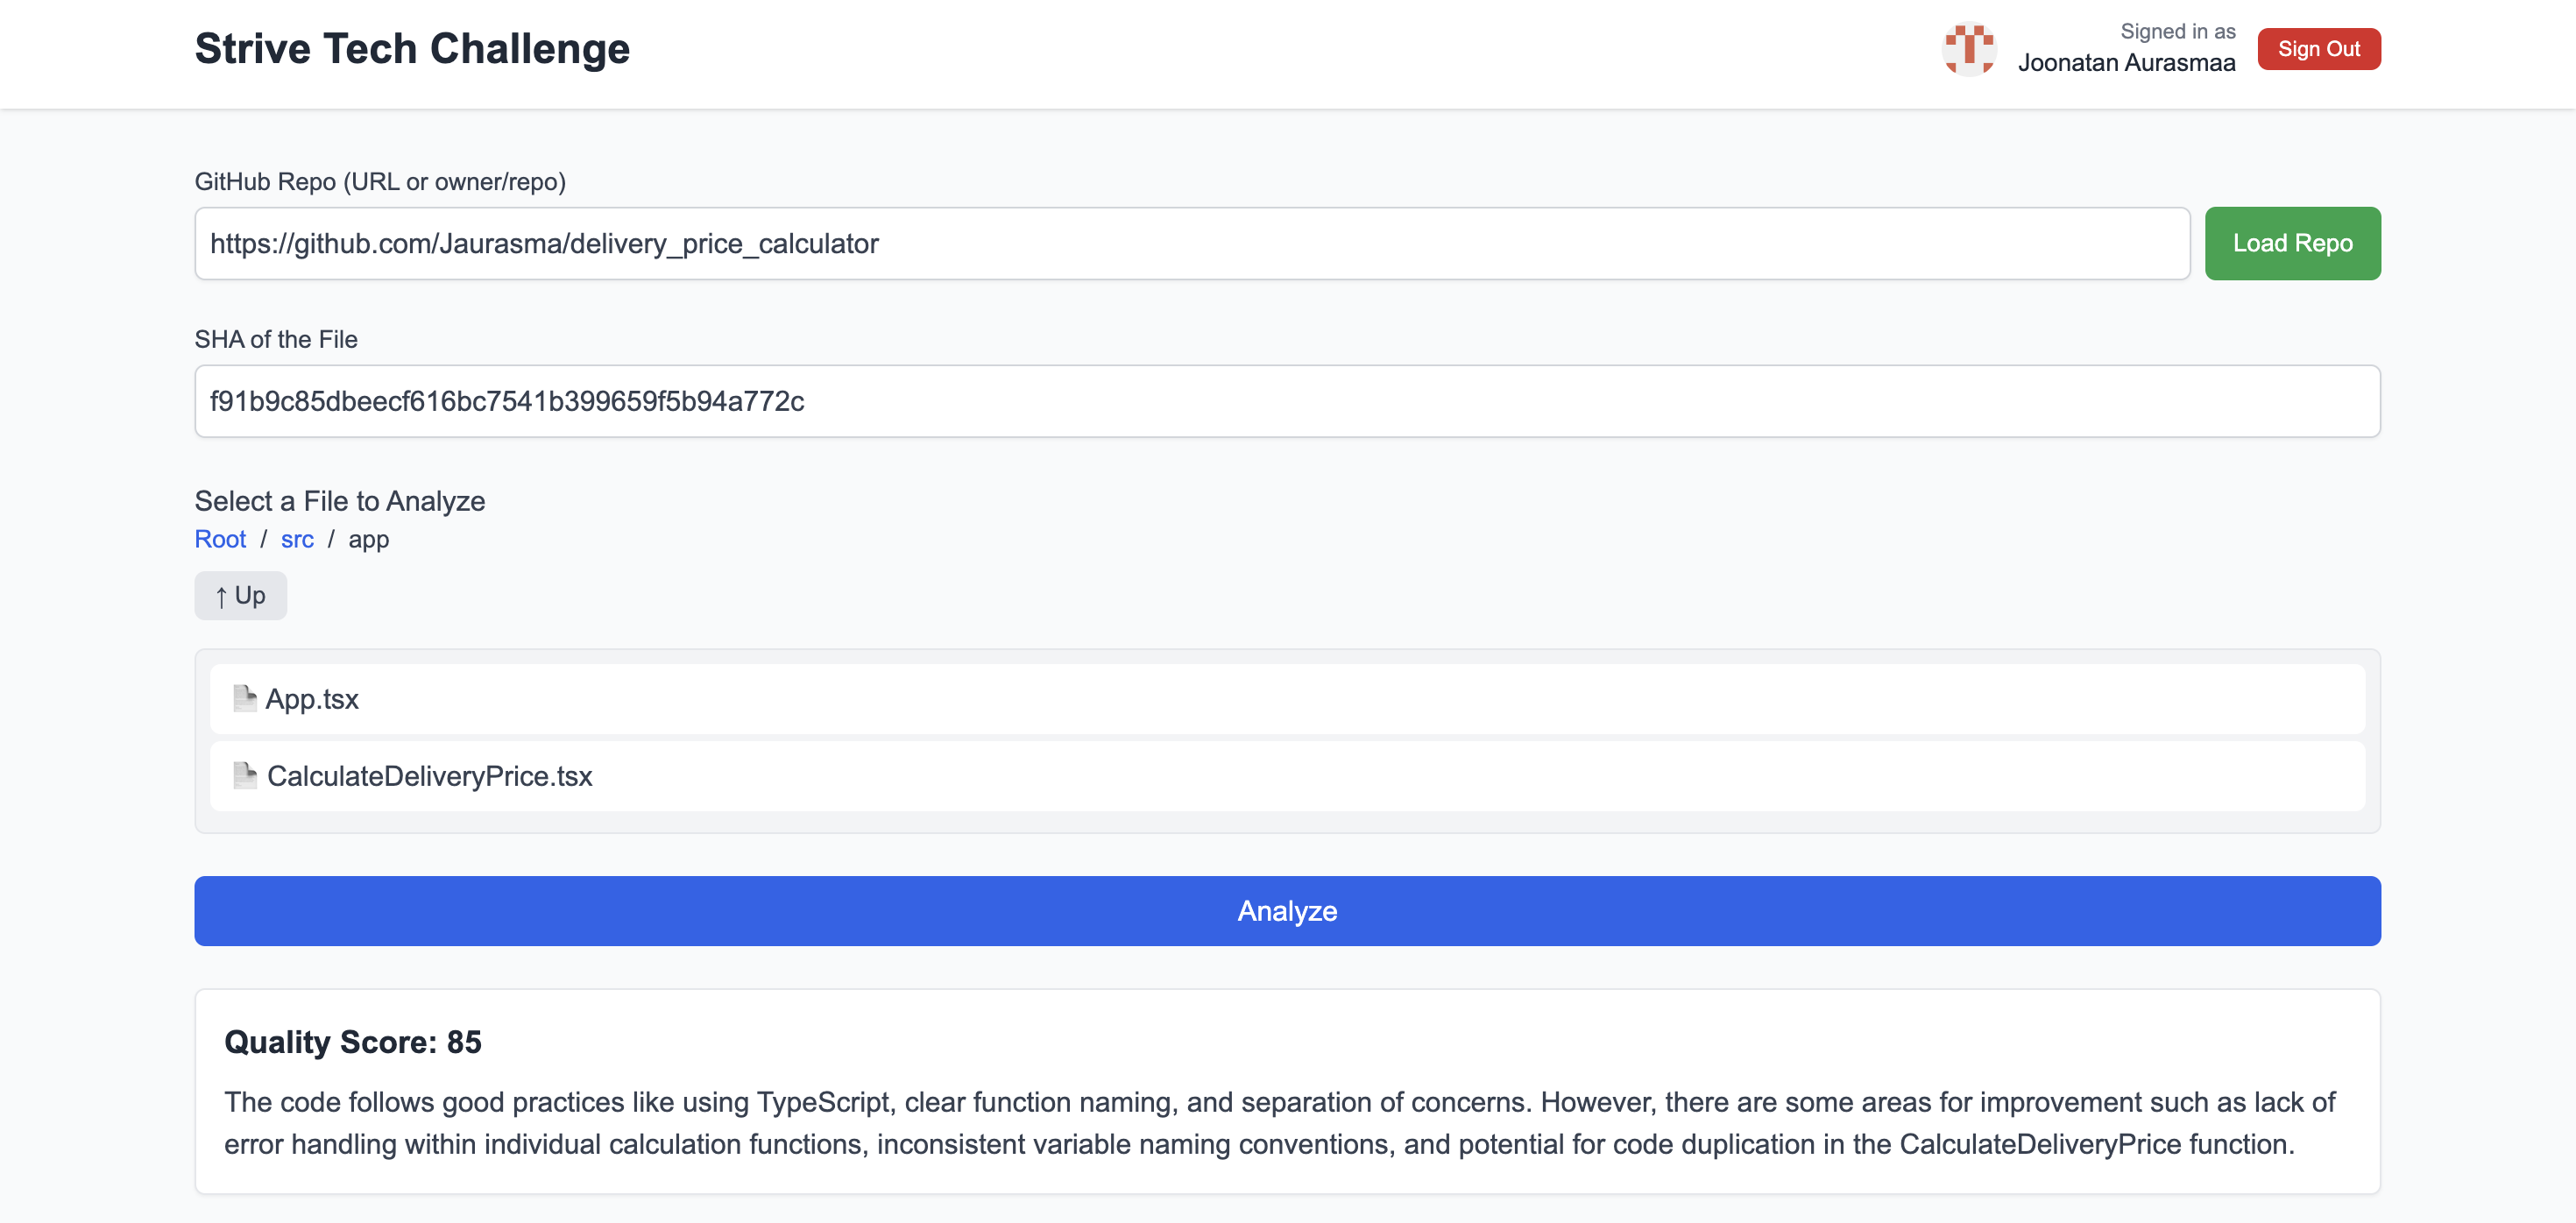 Strive Tech Challenge
Signed in as
Joonatan Aurasmaa
Sign Out
GitHub Repo (URL or owner/repo)
https://github.com/Jaurasma/delivery_price_calculator
Load Repo
SHA of the File
f91b9c85dbeecf616bc7541b399659f5b94a772c
Select a File to Analyze
Root / src / app
↑ Up
App.tsx
CalculateDeliveryPrice.tsx
Analyze
Quality Score: 85
The code follows good practices like using TypeScript, clear function naming, and separation of concerns. However, there are some areas for improvement such as lack of
error handling within individual calculation functions, inconsistent variable naming conventions, and potential for code duplication in the CalculateDeliveryPrice function.